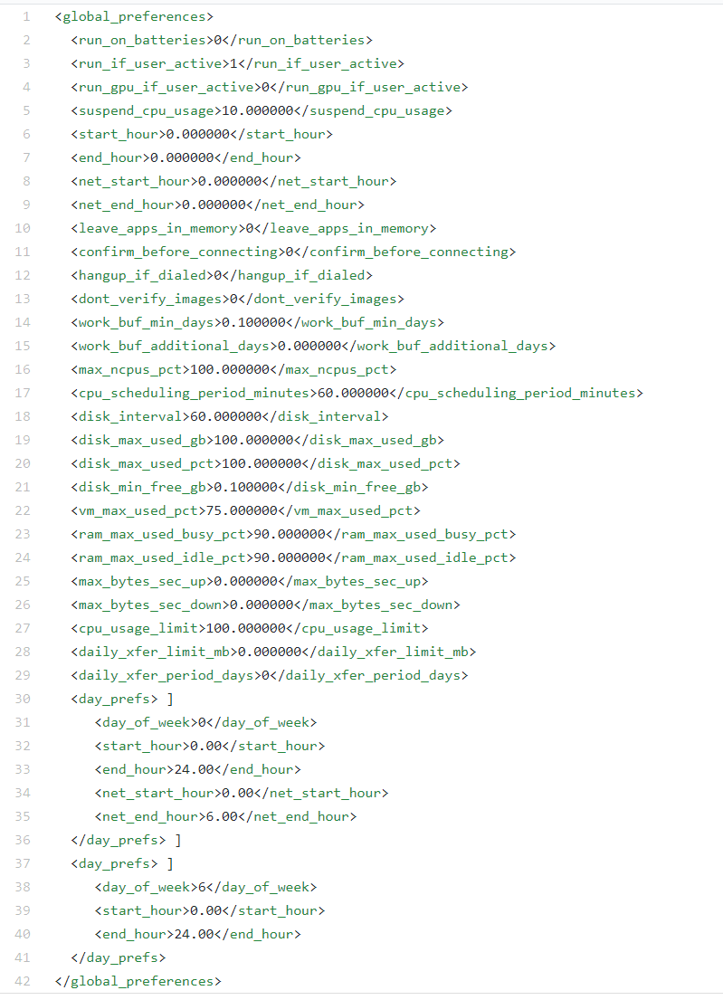 1 <global_preferences>
2 <run_on_batteries>0</run_on_batteries>
3 <run_if_user_active>1</run_if_user_active>
4 <run_gpu_if_user_active>0</run_gpu_if_user_active>
5 <suspend_cpu_usage>10.000000</suspend_cpu_usage>
6 <start_hour>0.000000</start_hour>
7 <end_hour>0.000000</end_hour>
8 <net_start_hour>0.000000</net_start_hour>
9 <net_end_hour>0.000000</net_end_hour>
10 <leave_apps_in_memory>0</leave_apps_in_memory>
11 <confirm_before_connecting>0</confirm_before_connecting>
12 <hangup_if_dialed>0</hangup_if_dialed>
13 <dont_verify_images>0</dont_verify_images>
14 <work_buf_min_days>0.100000</work_buf_min_days>
15 <work_buf_additional_days>0.000000</work_buf_additional_days>
16 <max_ncpus_pct>100.000000</max_ncpus_pct>
17 <cpu_scheduling_period_minutes>60.000000</cpu_scheduling_period_minutes>
18 <disk_interval>60.000000</disk_interval>
19 <disk_max_used_gb>100.000000</disk_max_used_gb>
20 <disk_max_used_pct>100.000000</disk_max_used_pct>
21 <disk_min_free_gb>0.100000</disk_min_free_gb>
22 <vm_max_used_pct>75.000000</vm_max_used_pct>
23 <ram_max_used_busy_pct>90.000000</ram_max_used_busy_pct>
24 <ram_max_used_idle_pct>90.000000</ram_max_used_idle_pct>
25 <max_bytes_sec_up>0.000000</max_bytes_sec_up>
26 <max_bytes_sec_down>0.000000</max_bytes_sec_down>
27 <cpu_usage_limit>100.000000</cpu_usage_limit>
28 <daily_xfer_limit_mb>0.000000</daily_xfer_limit_mb>
29 <daily_xfer_period_days>0</daily_xfer_period_days>
30 <day_prefs> ]
31 <day_of_week>0</day_of_week>
32 <start_hour>0.00</start_hour>
33 <end_hour>24.00</end_hour>
34 <net_start_hour>0.00</net_start_hour>
35 <net_end_hour>6.00</net_end_hour>
36 </day_prefs> ]
37 <day_prefs> ]
38 <day_of_week>6</day_of_week>
39 <start_hour>0.00</start_hour>
40 <end_hour>24.00</end_hour>
41 </day_prefs>
42 </global_preferences>